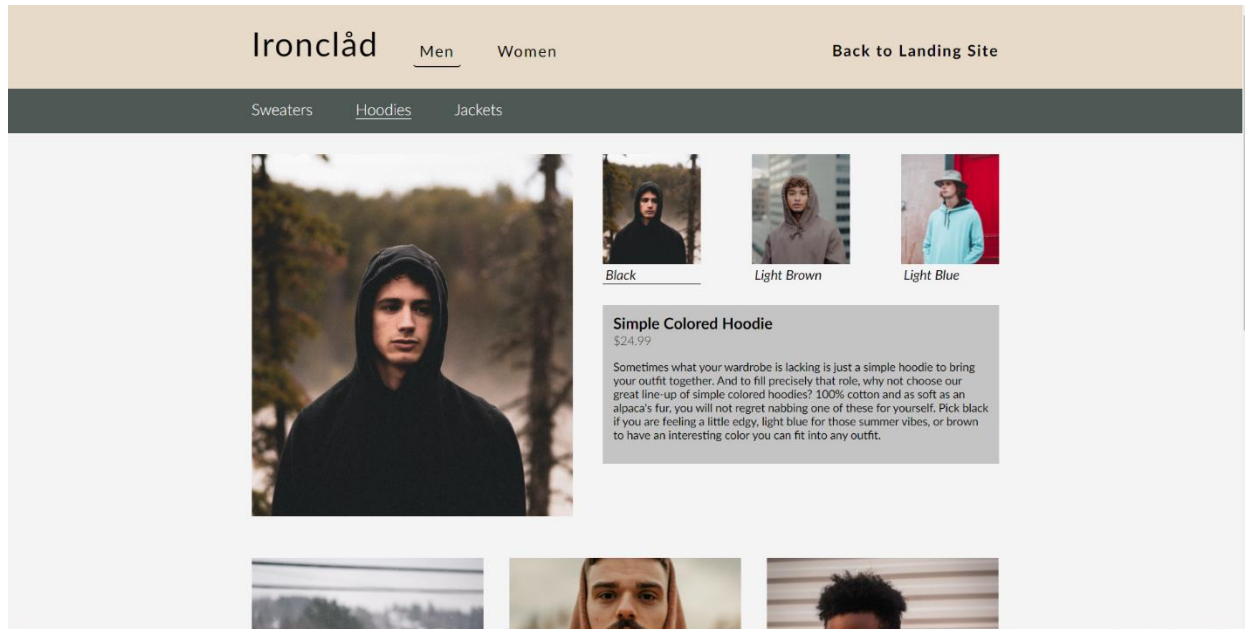 Ironclåd
Men
Women
Back to Landing Site
Sweaters
Hoodies
Jackets
Black
Light Brown
Light Blue
Simple Colored Hoodie
$24.99
Sometimes what your wardrobe is lacking is just a simple hoodie to bring
your outfit together. And to fill precisely that role, why not choose our
great line-up of simple colored hoodies? 100% cotton and as soft as an
alpaca's fur, you will not regret nabbing one of these for yourself. Pick black
if you are feeling a little edgy, light blue for those summer vibes, or brown
to have an interesting color you can fit into any outfit.